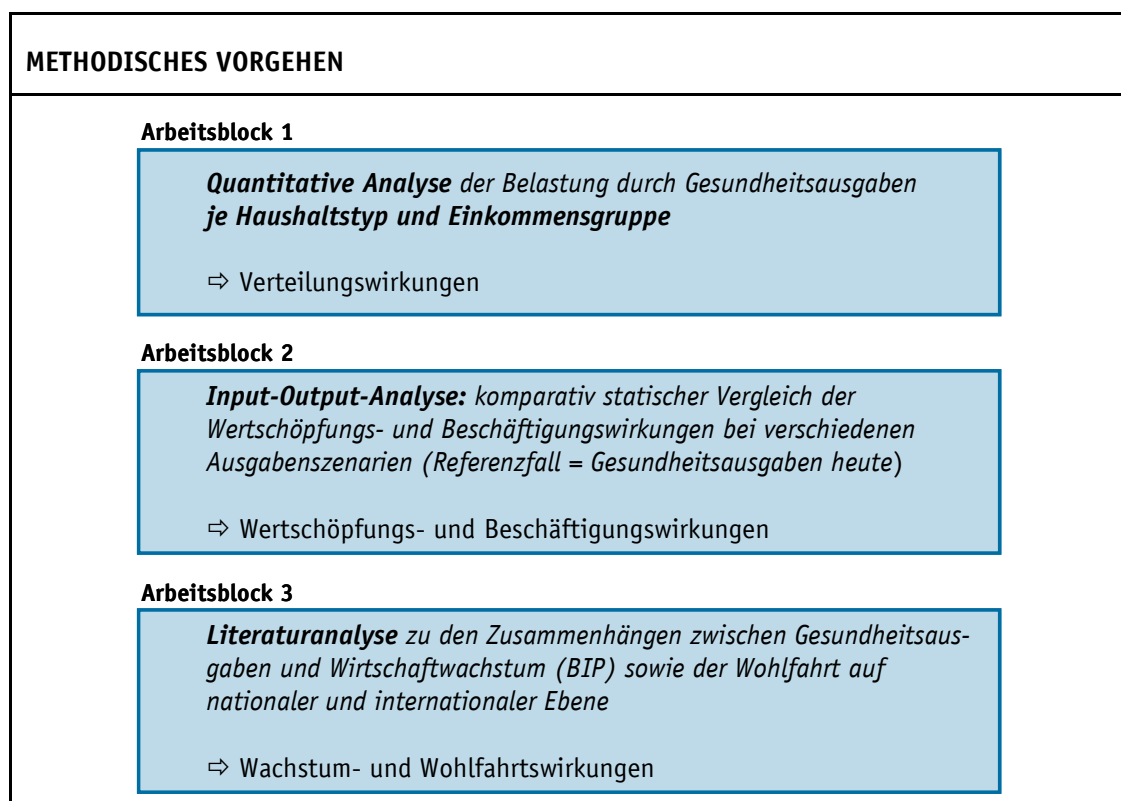 METHODISCHES VORGEHEN
Arbeitsblock 1
Quantitative Analyse der Belastung durch Gesundheitsausgaben
je Haushaltstyp und Einkommensgruppe
⇨ Verteilungswirkungen
Arbeitsblock 2
Input-Output-Analyse: komparativ statischer Vergleich der
Wertschöpfungs- und Beschäftigungswirkungen bei verschiedenen
Ausgabenszenarien (Referenzfall = Gesundheitsausgaben heute)
⇨ Wertschöpfungs- und Beschäftigungswirkungen
Arbeitsblock 3
Literaturanalyse zu den Zusammenhängen zwischen Gesundheitsaus-
gaben und Wirtschaftwachstum (BIP) sowie der Wohlfahrt auf
nationaler und internationaler Ebene
⇨ Wachstum- und Wohlfahrtswirkungen